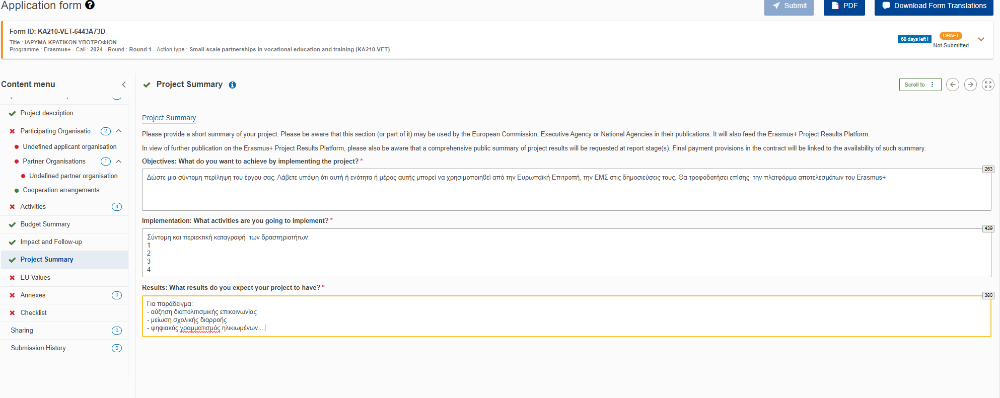 Application form ?
Submit
PDF
Download Form Translations
Form ID: KA210-VET-6443A73D
Title : ΙΔΡΥΜΑ ΚΡΑΤΙΚΩΝ ΥΠΟΤΡΟΦΙΩΝ
Programme : Erasmus+ - Call : 2024 - Round : Round 1 - Action type : Small-scale partnerships in vocational education and training (KA210-VET)
68 days left !
DRAFT
Not Submitted
Content menu
Project description
Participating Organisatio... 2
Undefined applicant organisation
Partner Organisations 1
Undefined partner organisation
Cooperation arrangements
Activities 4
Budget Summary
Impact and Follow-up
Project Summary
EU Values
Annexes 0
Checklist
Sharing 0
Submission History 0
Project Summary i
Scroll to
Project Summary
Please provide a short summary of your project. Please be aware that this section (or part of it) may be used by the European Commission, Executive Agency or National Agencies in their publications. It will also feed the Erasmus+ Project Results Platform.
In view of further publication on the Erasmus+ Project Results Platform, please also be aware that a comprehensive public summary of project results will be requested at report stage(s). Final payment provisions in the contract will be linked to the availability of such summary.
Objectives: What do you want to achieve by implementing the project? *
263
Δώστε μια σύντομη περίληψη του έργου σας. Λάβετε υπόψη ότι αυτή ή ενότητα ή μέρος αυτής μπορεί να χρησιμοποιηθεί από την Ευρωπαϊκή Επιτροπή, την ΕΜΣ στις δημοσιεύσεις τους. Θα τροφοδοτήσει επίσης  την πλατφόρμα αποτελεσμάτων του Erasmus+
Implementation: What activities are you going to implement? *
439
Σύντομη και περιεκτική καταγραφή  των δραστηριοτήτων:
1
2
3
4
Results: What results do you expect your project to have? *
380
Για παράδειγμα:
- αύξηση διαπολιτισμικής επικοινωνίας
- μείωση σχολικής διαρροής
- ψηφιακός γραμματισμός ηλικιωμένων....